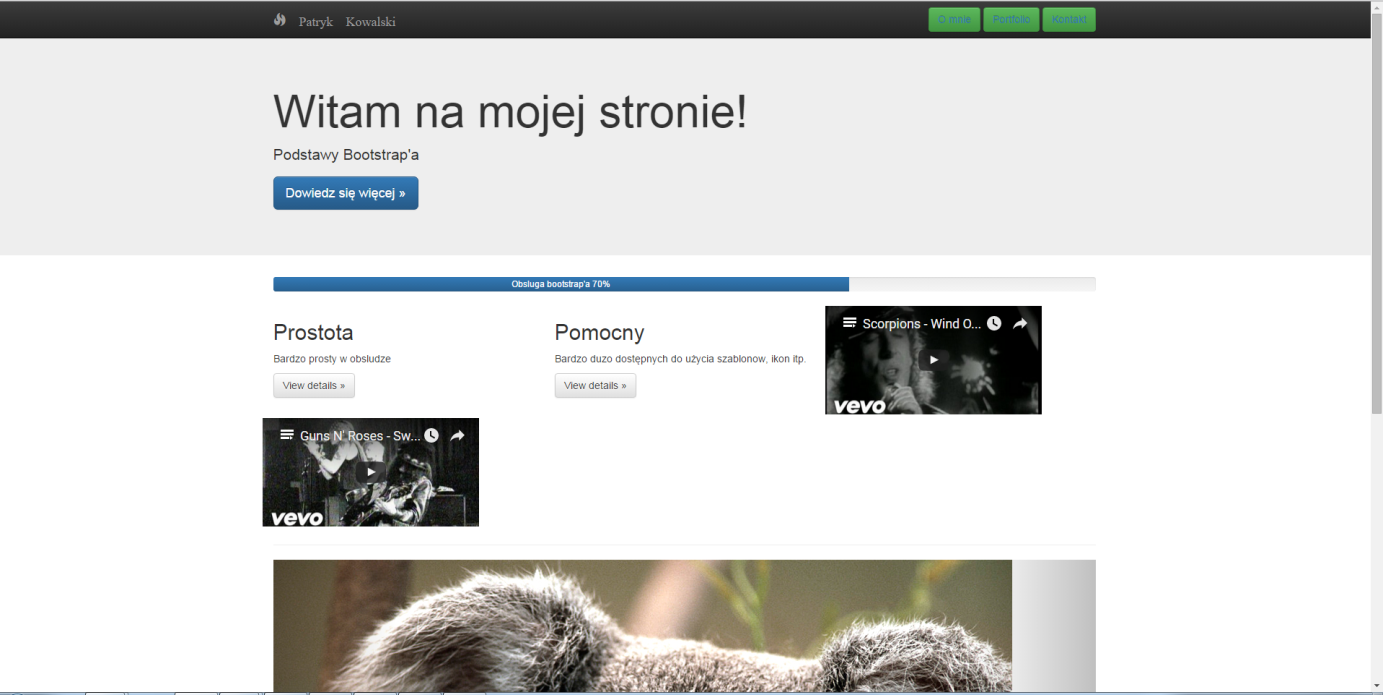 Patryk Kowalski
O mnie Portfolio Kontakt
Witam na mojej stronie!
Podstawy Bootstrap'a
Dowiedz się więcej »
Obsluga bootstrap'a 70%
Prostota
Bardzo prosty w obsludze
View details »
Pomocny
Bardzo duzo dostępnych do użycia szablonow, ikon itp.
View details »
Scorpions - Wind O...
vevo
Guns N' Roses - Sw...
vevo